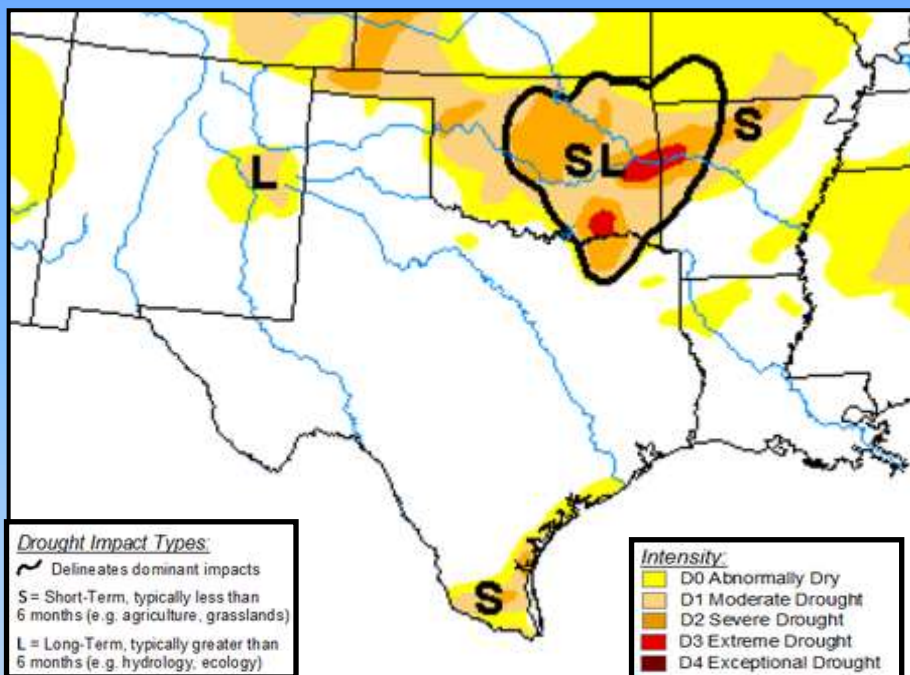 L
SL
S
S
Drought Impact Types:
Delineates dominant impacts
S = Short-Term, typically less than
6 months (e.g. agriculture, grasslands)
L = Long-Term, typically greater than
6 months (e.g. hydrology, ecology)
Intensity:
D0 Abnormally Dry
D1 Moderate Drought
D2 Severe Drought
D3 Extreme Drought
D4 Exceptional Drought